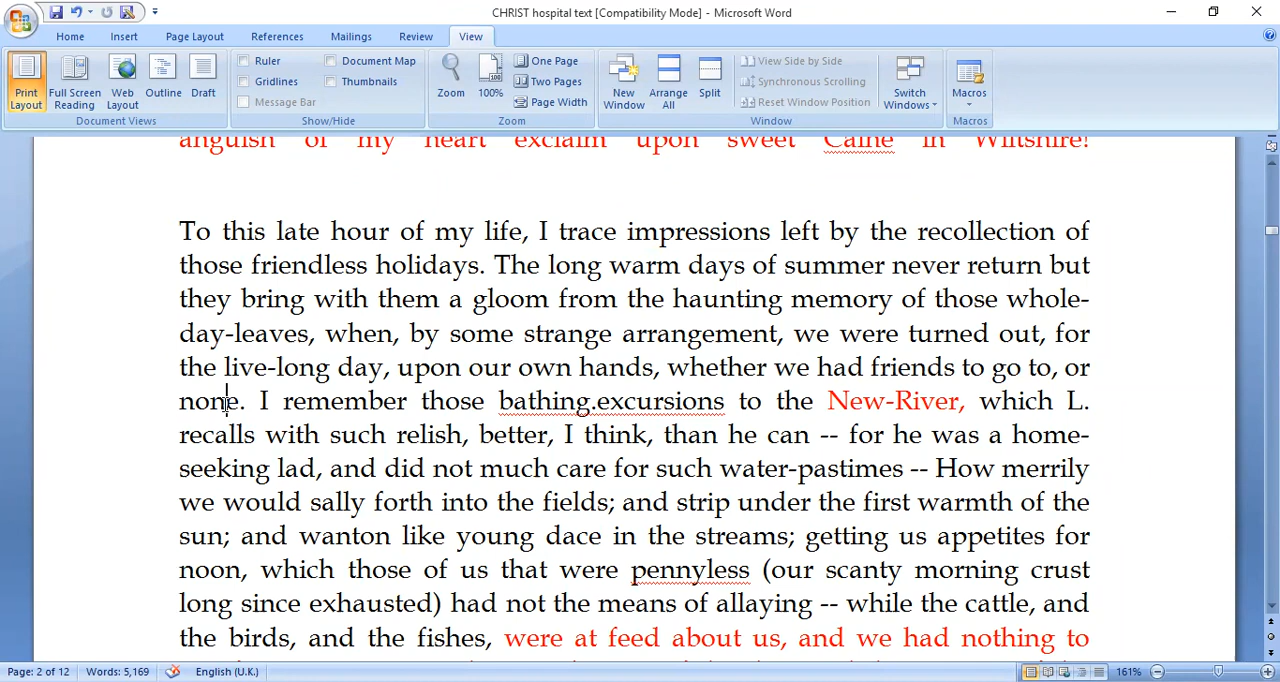 CHRIST hospital text [Compatibility Mode] - Microsoft Word
Home Insert Page Layout References Mailings Review View
Ruler Document Map View Side by Side
Gridlines Thumbnails Synchronous Scrolling
Message Bar Reset Window Position
Print Layout Full Screen Reading Web Layout Outline Draft
Zoom 100% One Page Two Pages Page Width
New Window Arrange All Split Switch Windows Macros
Document Views Show/Hide Zoom Window Macros
anguish of my heart exclaim upon sweet Calne in Wiltshire!
To this late hour of my life, I trace impressions left by the recollection of
those friendless holidays. The long warm days of summer never return but
they bring with them a gloom from the haunting memory of those whole-
day-leaves, when, by some strange arrangement, we were turned out, for
the live-long day, upon our own hands, whether we had friends to go to, or
none. I remember those bathing.excursions to the New-River, which L.
recalls with such relish, better, I think, than he can -- for he was a home-
seeking lad, and did not much care for such water-pastimes -- How merrily
we would sally forth into the fields; and strip under the first warmth of the
sun; and wanton like young dace in the streams; getting us appetites for
noon, which those of us that were pennyless (our scanty morning crust
long since exhausted) had not the means of allaying -- while the cattle, and
the birds, and the fishes, were at feed about us, and we had nothing to
Page: 2 of 12 Words: 5,169 English (U.K.) 161%